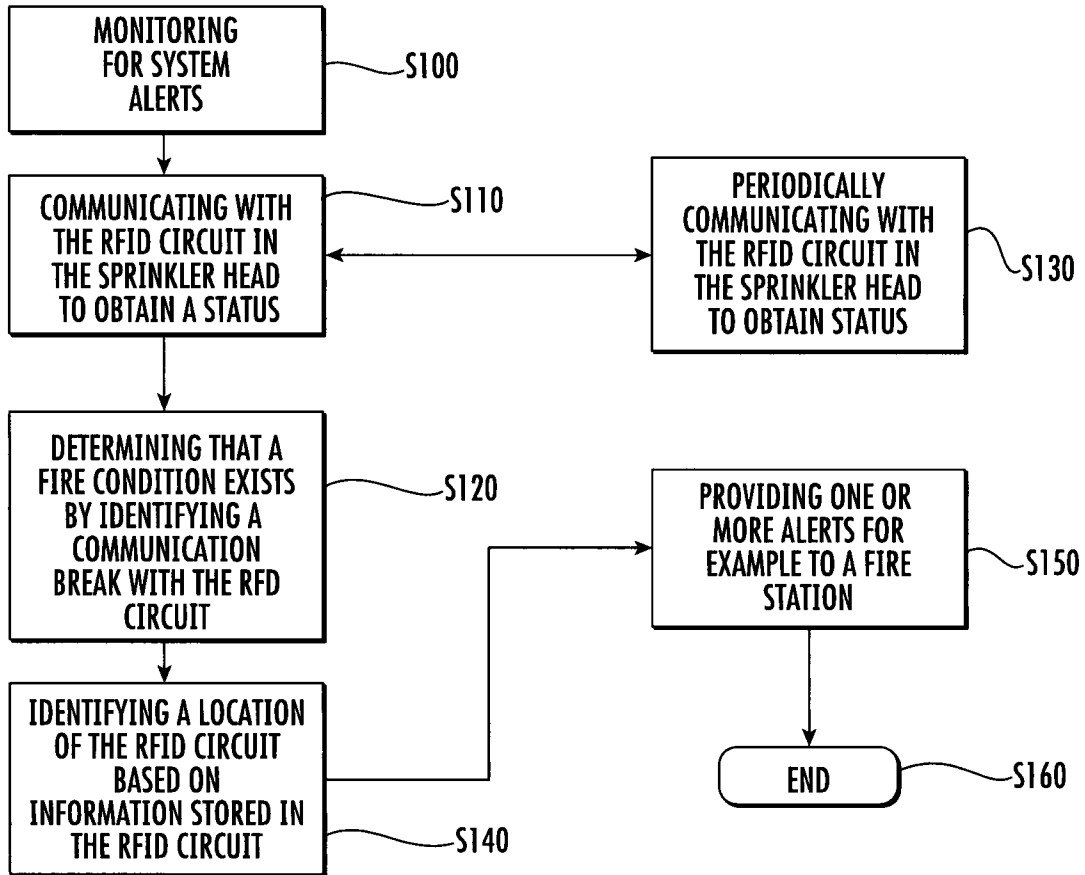 MONITORING
FOR SYSTEM
ALERTS
S100
COMMUNICATING WITH
THE RFID CIRCUIT IN
THE SPRINKLER HEAD
TO OBTAIN A STATUS
S110
PERIODICALLY
COMMUNICATING WITH
THE RFID CIRCUIT IN
THE SPRINKLER HEAD
TO OBTAIN STATUS
S130
DETERMINING THAT A
FIRE CONDITION EXISTS
BY IDENTIFYING A
COMMUNICATION
BREAK WITH THE RFD
CIRCUIT
S120
IDENTIFYING A LOCATION
OF THE RFID CIRCUIT
BASED ON
INFORMATION STORED IN
THE RFID CIRCUIT
S140
PROVIDING ONE OR
MORE ALERTS FOR
EXAMPLE TO A FIRE
STATION
S150
END
S160